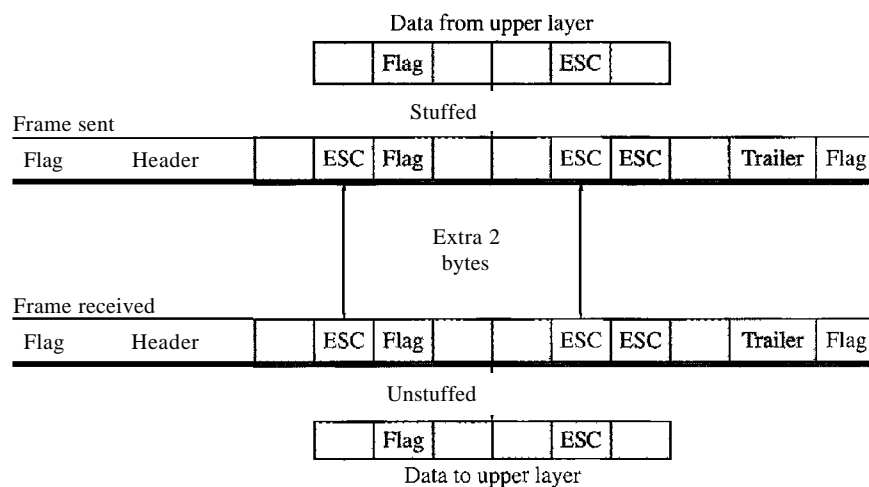 Data from upper layer
Flag ESC
Stuffed
Frame sent
Flag Header ESC Flag ESC ESC Trailer Flag
Extra 2
bytes
Frame received
Flag Header ESC Flag ESC ESC Trailer Flag
Unstuffed
Flag ESC
Data to upper layer